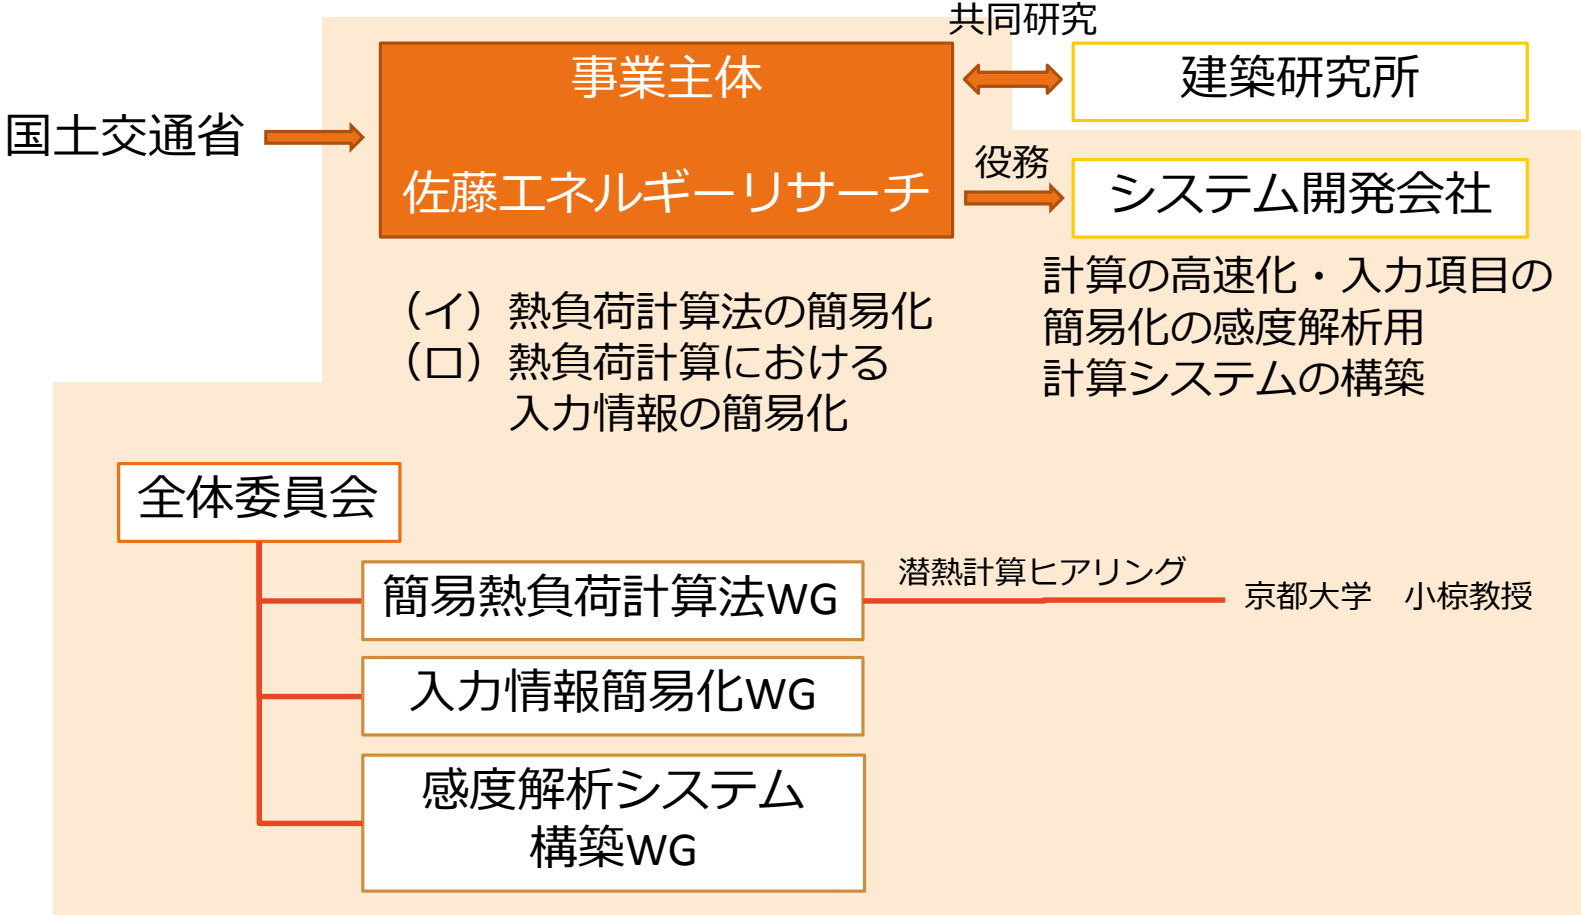 共同研究
事業主体
建築研究所
国土交通省
役務
佐藤エネルギーリサーチ
システム開発会社
（イ）熱負荷計算法の簡易化
（ロ）熱負荷計算における
入力情報の簡易化
計算の高速化・入力項目の
簡易化の感度解析用
計算システムの構築
全体委員会
簡易熱負荷計算法WG
潜熱計算ヒアリング
京都大学　小椋教授
入力情報簡易化WG
感度解析システム
構築WG